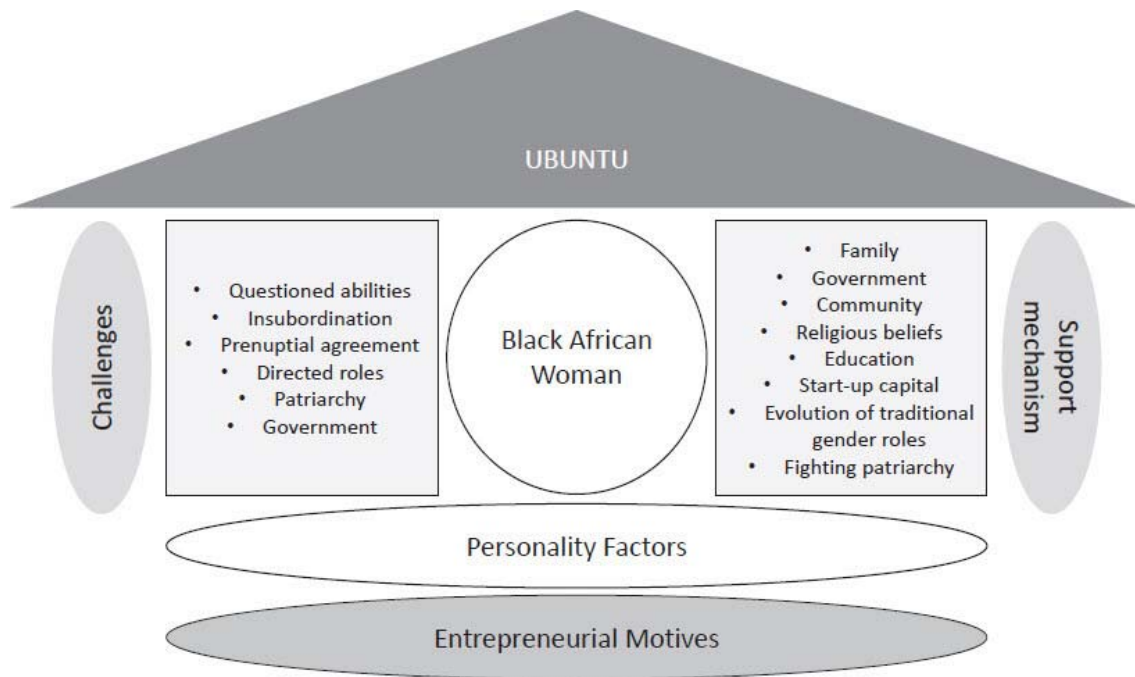 UBUNTU
Challenges
• Questioned abilities
• Insubordination
• Prenuptial agreement
• Directed roles
• Patriarchy
• Government
Black African
Woman
• Family
• Government
• Community
• Religious beliefs
• Education
• Start-up capital
• Evolution of traditional
gender roles
• Fighting patriarchy
Support
mechanism
Personality Factors
Entrepreneurial Motives